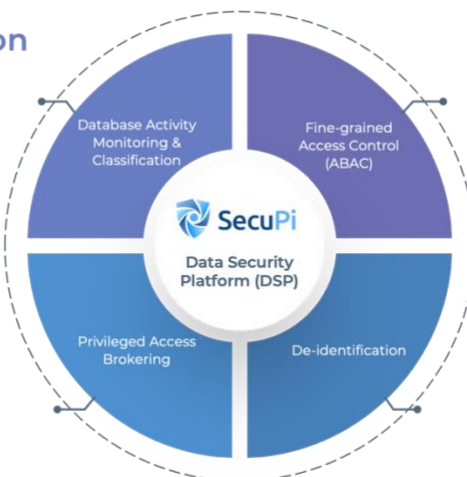 on
Database Activity
Monitoring &
Classification
Fine-grained
Access Control
(ABAC)
SecuPi
Data Security
Platform (DSP)
Privileged Access
Brokering
De-identification